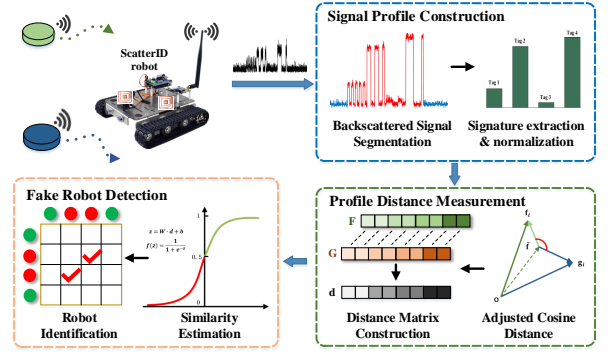 Signal Profile Construction
ScatterID
robot
Tag 1
Tag 2
Tag 3
Tag 4
Backscattered Signal
Segmentation
Signature extraction
& normalization
Fake Robot Detection
z = W · d + b
f(z) = 1 / (1 + e^{-z})
1
0.5
0
Robot
Identification
Similarity
Estimation
Profile Distance Measurement
F
G
d
f_i
f̄
g_i
O
Distance Matrix
Construction
Adjusted Cosine
Distance